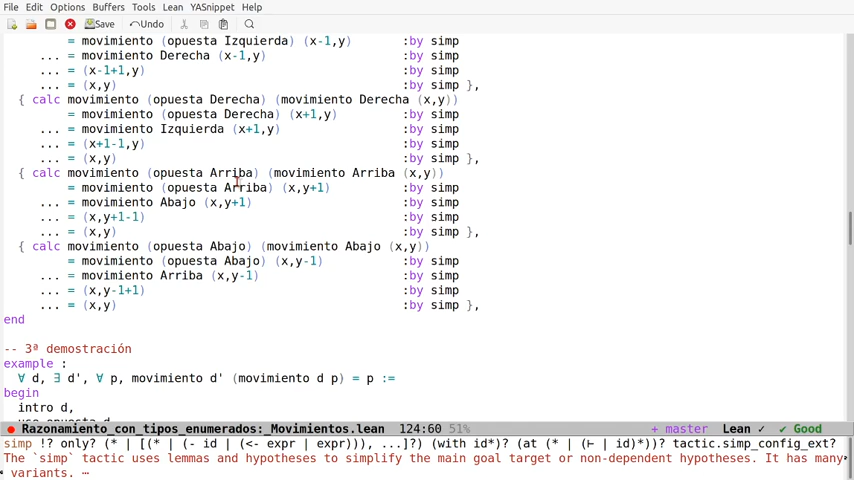 File Edit Options Buffers Tools Lean YASnippet Help
Save Undo
= movimiento (opuesta Izquierda) (x-1,y) :by simp
... = movimiento Derecha (x-1,y) :by simp
... = (x-1+1,y) :by simp
... = (x,y) :by simp },
{ calc movimiento (opuesta Derecha) (movimiento Derecha (x,y))
= movimiento (opuesta Derecha) (x+1,y) :by simp
... = movimiento Izquierda (x+1,y) :by simp
... = (x+1-1,y) :by simp
... = (x,y) :by simp },
{ calc movimiento (opuesta Arriba) (movimiento Arriba (x,y))
= movimiento (opuesta Arriba) (x,y+1) :by simp
... = movimiento Abajo (x,y+1) :by simp
... = (x,y+1-1) :by simp
... = (x,y) :by simp },
{ calc movimiento (opuesta Abajo) (movimiento Abajo (x,y))
= movimiento (opuesta Abajo) (x,y-1) :by simp
... = movimiento Arriba (x,y-1) :by simp
... = (x,y-1+1) :by simp
... = (x,y) :by simp },
end
-- 3ª demostración
example :
∀ d, ∃ d', ∀ p, movimiento d' (movimiento d p) = p :=
begin
intro d,
use opuesta d,
Razonamiento_con_tipos_enumerados:_Movimientos.lean 124:60 51% + master Lean ✓ ✓ Good
simp !? only? (* | [(* | (- id | (<- expr | expr))), ...]?) (with id*)? (at (* | (⊢ | id)*))? tactic.simp_config_ext?
The `simp` tactic uses lemmas and hypotheses to simplify the main goal target or non-dependent hypotheses. It has many
variants. ⋯